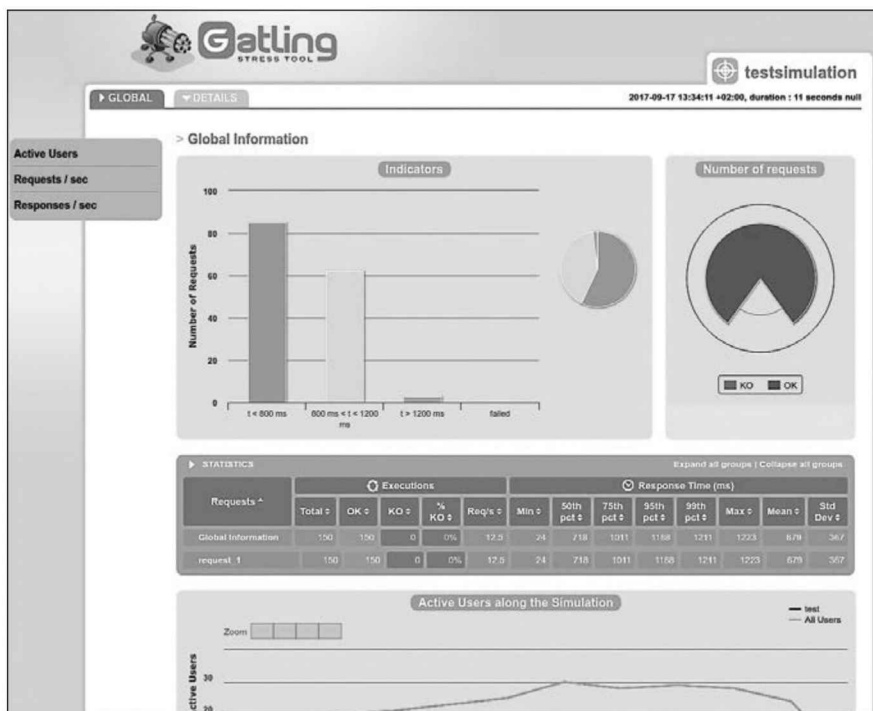 Gatling
STRESS TOOL
testsimulation
GLOBAL
DETAILS
2017-09-17 13:34:11 +02:00, duration : 11 seconds null
> Global Information
Active Users
Requests / sec
Responses / sec
Indicators
Number of Requests
100
80
60
40
20
0
t < 800 ms
800 ms < t < 1200 ms
t > 1200 ms
failed
Number of requests
KO
OK
STATISTICS
Expand all groups | Collapse all groups
Requests
Executions
Response Time (ms)
Total OK KO % KO Req/s Min 50th pct 75th pct 95th pct 99th pct Max Mean Std Dev
Global Information 150 150 0 0% 12,5 24 718 1011 1188 1211 1223 679 367
request_1 150 150 0 0% 12,5 24 718 1011 1188 1211 1223 679 367
Active Users along the Simulation
test
All Users
Zoom
30
20